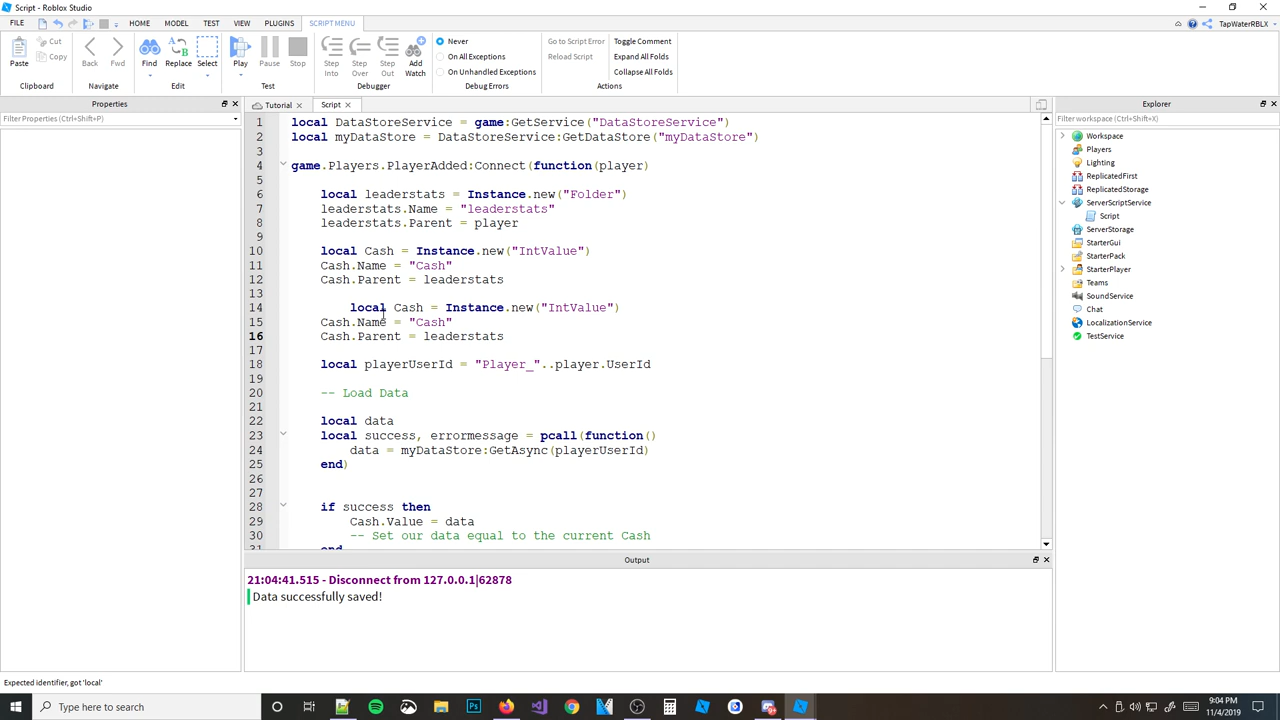 Script - Roblox Studio
FILE HOME MODEL TEST VIEW PLUGINS SCRIPT MENU TapWaterRBLX
Paste Cut Copy Back Fwd Find Replace Select Play Pause Stop Step Into Step Over Step Out Add Watch Never On All Exceptions On Unhandled Exceptions Go to Script Error Reload Script Toggle Comment Expand All Folds Collapse All Folds
Clipboard Navigate Edit Test Debugger Debug Errors Actions
Properties
Filter Properties (Ctrl+Shift+P)
Tutorial Script
1 local DataStoreService = game:GetService("DataStoreService")
2 local myDataStore = DataStoreService:GetDataStore("myDataStore")
3
4 game.Players.PlayerAdded:Connect(function(player)
5
6 local leaderstats = Instance.new("Folder")
7 leaderstats.Name = "leaderstats"
8 leaderstats.Parent = player
9
10 local Cash = Instance.new("IntValue")
11 Cash.Name = "Cash"
12 Cash.Parent = leaderstats
13
14 local Cash = Instance.new("IntValue")
15 Cash.Name = "Cash"
16 Cash.Parent = leaderstats
17
18 local playerUserId = "Player_"..player.UserId
19
20 -- Load Data
21
22 local data
23 local success, errormessage = pcall(function()
24 data = myDataStore:GetAsync(playerUserId)
25 end)
26
27
28 if success then
29 Cash.Value = data
30 -- Set our data equal to the current Cash
31 end
Output
21:04:41.515 - Disconnect from 127.0.0.1|62878
Data successfully saved!
Explorer
Filter workspace (Ctrl+Shift+X)
Workspace
Players
Lighting
ReplicatedFirst
ReplicatedStorage
ServerScriptService
Script
ServerStorage
StarterGui
StarterPack
StarterPlayer
Teams
SoundService
Chat
LocalizationService
TestService
Expected identifier, got 'local'
Type here to search
9:04 PM
11/4/2019